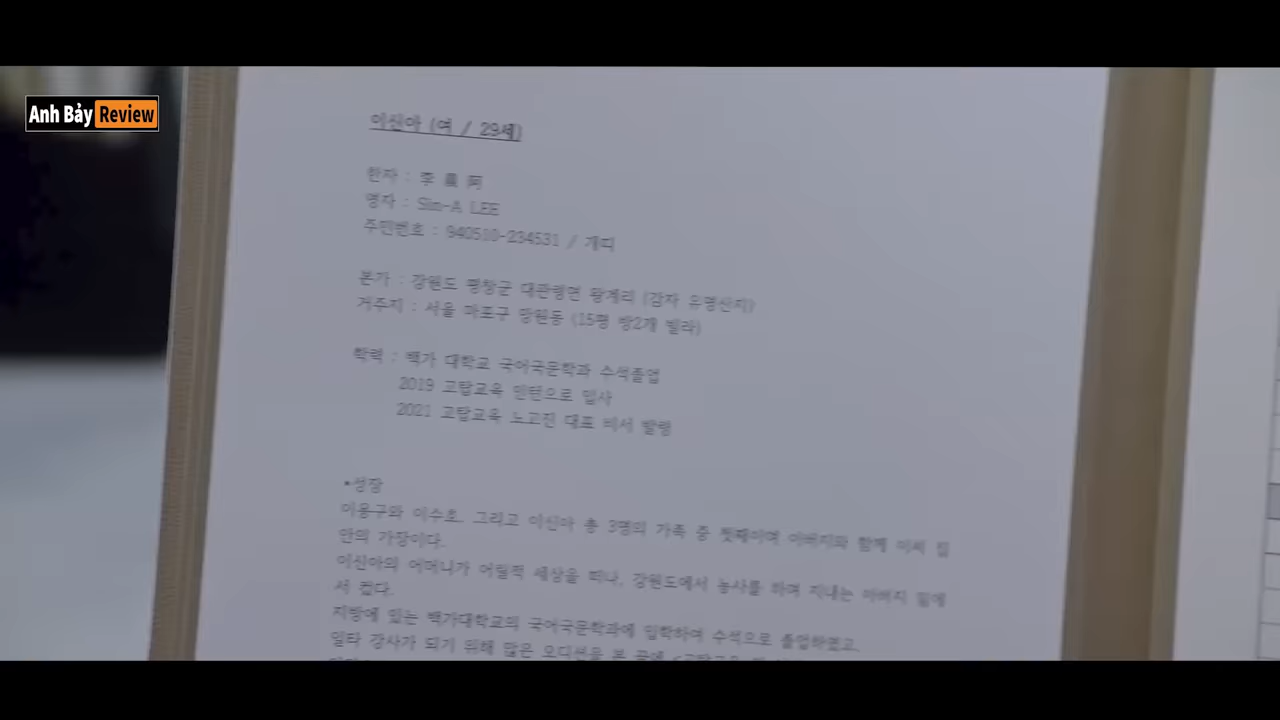 Anh Bảy Review
이신아 (여 / 29세)
한자 : 李 阿
영자 : Sin-A LEE
주민번호 : 940510-234531 / 개띠
본가 : 강원도 평창군 대관령면 왕계리 (감자 유명산지)
거주지 : 서울 마포구 망원동 (15평 방2개 빌라)
학력 : 백가 대학교 국어국문학과 수석졸업
2019 고탑교육 인턴으로 입사
2021 고탑교육 노고진 대표 비서 발령
•성장
이용구와 이수호. 그리고 이신아 총 3명의 가족 중 첫째이며 아버지와 함께 이씨 집
안의 가장이다.
이신아의 어머니가 어릴적 세상을 떠나, 강원도에서 농사를 하며 지내는 아버지 밑에
서 컸다.
지방에 있는 백가대학교의 국어국문학과에 입학하여 수석으로 졸업하였고,
일타 강사가 되기 위해 많은 오디션을 본 끝에